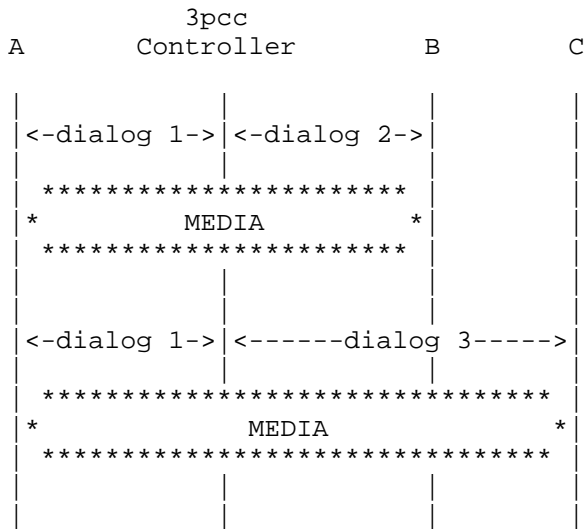 3pcc
A Controller B C
|<-dialog 1->|<-dialog 2->|
***********************
|* MEDIA *|
***********************
|<-dialog 1->|<------dialog 3----->|
********************************
|* MEDIA *|
********************************